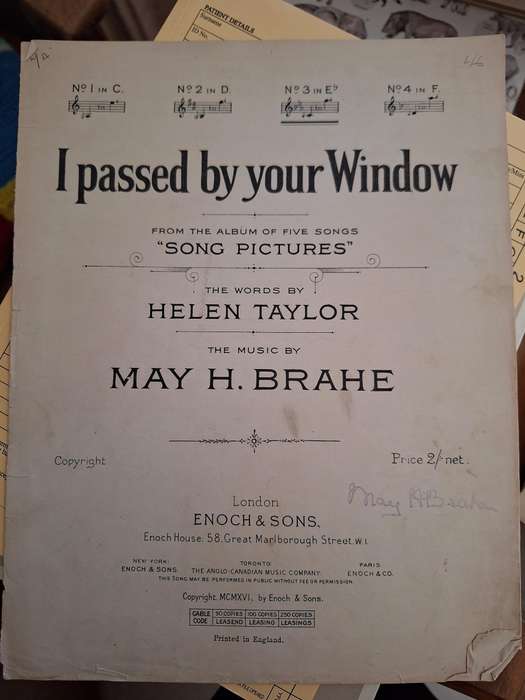 4/6
Nº 1 IN C. Nº 2 IN D. Nº 3 IN E♭ Nº 4 IN F.
I passed by your Window
FROM THE ALBUM OF FIVE SONGS
"SONG PICTURES"
THE WORDS BY
HELEN TAYLOR
THE MUSIC BY
MAY H. BRAHE
Copyright
Price 2/- net.
May H Brahe
London
ENOCH & SONS,
Enoch House, 58, Great Marlborough Street, W.1.
NEW YORK: TORONTO: PARIS:
ENOCH & SONS. THE ANGLO-CANADIAN MUSIC COMPANY. ENOCH & CO.
THIS SONG MAY BE PERFORMED IN PUBLIC WITHOUT FEE OR PERMISSION.
Copyright, MCMXVI, by Enoch & Sons.
CABLE CODE 50 COPIES 100 COPIES 250 COPIES
LEASEND LEASING LEASINGS
Printed in England.
PATIENT DETAILS
Surname
ID No.